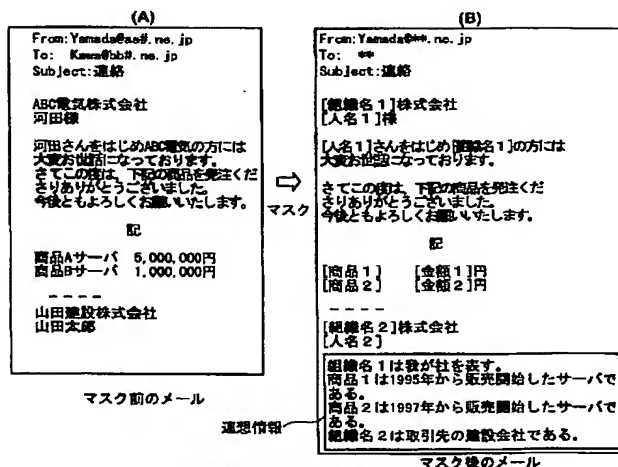 (A)
From:Yamada@aa#.ne.jp
To: Kawa@bb#.ne.jp
Subject:連絡
ABC電気株式会社
河田様
河田さんをはじめABC電気の方には
大変お世話になっております。
さてこの度は、下記の商品を発注くだ
さりありがとうございました。
今後ともよろしくお願いいたします。
記
商品Aサーバ 5,000,000円
商品Bサーバ 1,000,000円
----
山田建設株式会社
山田太郎
マスク前のメール
マスク
(B)
From:Yamada@**.ne.jp
To: **
Subject:連絡
[組織名1]株式会社
[人名1]様
[人名1]さんをはじめ[組織名1]の方には
大変お世話になっております。
さてこの度は、下記の商品を発注くだ
さりありがとうございました。
今後ともよろしくお願いいたします。
記
[商品1] [金額1]円
[商品2] [金額2]円
----
[組織名2]株式会社
[人名2]
組織名1は我が社を表す。
商品1は1995年から販売開始したサーバで
ある。
商品2は1997年から販売開始したサーバで
ある。
組織名2は取引先の建設会社である。
連想情報
マスク後のメール